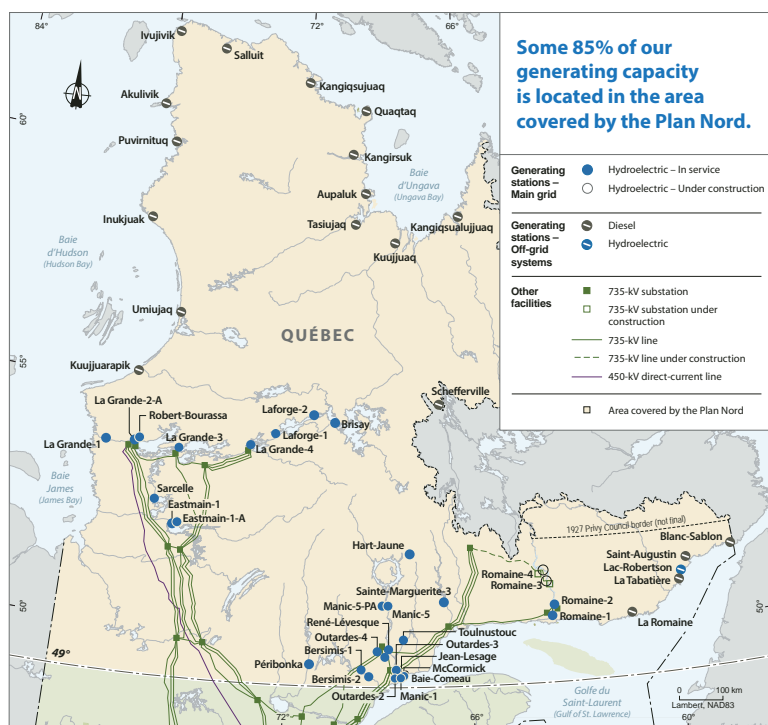 84°
72°
66°
Ivujivik
Salluit
Kangiqsujuaq
Akulivik
Quaqtaq
60°
Puvirnituq
Kangirsuk
Baie
d'Ungava
(Ungava Bay)
Aupaluk
Inukjuak
Tasiujaq
Kangiqsualujjuaq
Baie
d'Hudson
(Hudson Bay)
Kuujjuaq
Umiujaq
QUÉBEC
55°
Kuujjuarapik
Schefferville
La Grande-2-A
Robert-Bourassa
Laforge-2
Brisay
La Grande-1
La Grande-3
Laforge-1
La Grande-4
Baie
James
(James Bay)
Sarcelle
Eastmain-1
Eastmain-1-A
1927 Privy Council border (not final)
Blanc-Sablon
Hart-Jaune
Saint-Augustin
Lac-Robertson
La Tabatière
Romaine-4
Romaine-3
Sainte-Marguerite-3
50°
Manic-5-PA
Manic-5
Romaine-2
Romaine-1
La Romaine
50°
René-Lévesque
Toulnustouc
Outardes-4
Outardes-3
Bersimis-1
Jean-Lesage
49°
Péribonka
McCormick
Bersimis-2
Baie-Comeau
Outardes-2
Manic-1
Golfe du
Saint-Laurent
(Gulf of St. Lawrence)
0 100 km
Lambert, NAD83
72°
66°
60°
Some 85% of our
generating capacity
is located in the area
covered by the Plan Nord.
Generating
stations –
Main grid
Hydroelectric – In service
Hydroelectric – Under construction
Generating
stations –
Off-grid
systems
Diesel
Hydroelectric
Other
facilities
735-kV substation
735-kV substation under
construction
735-kV line
735-kV line under construction
450-kV direct-current line
Area covered by the Plan Nord